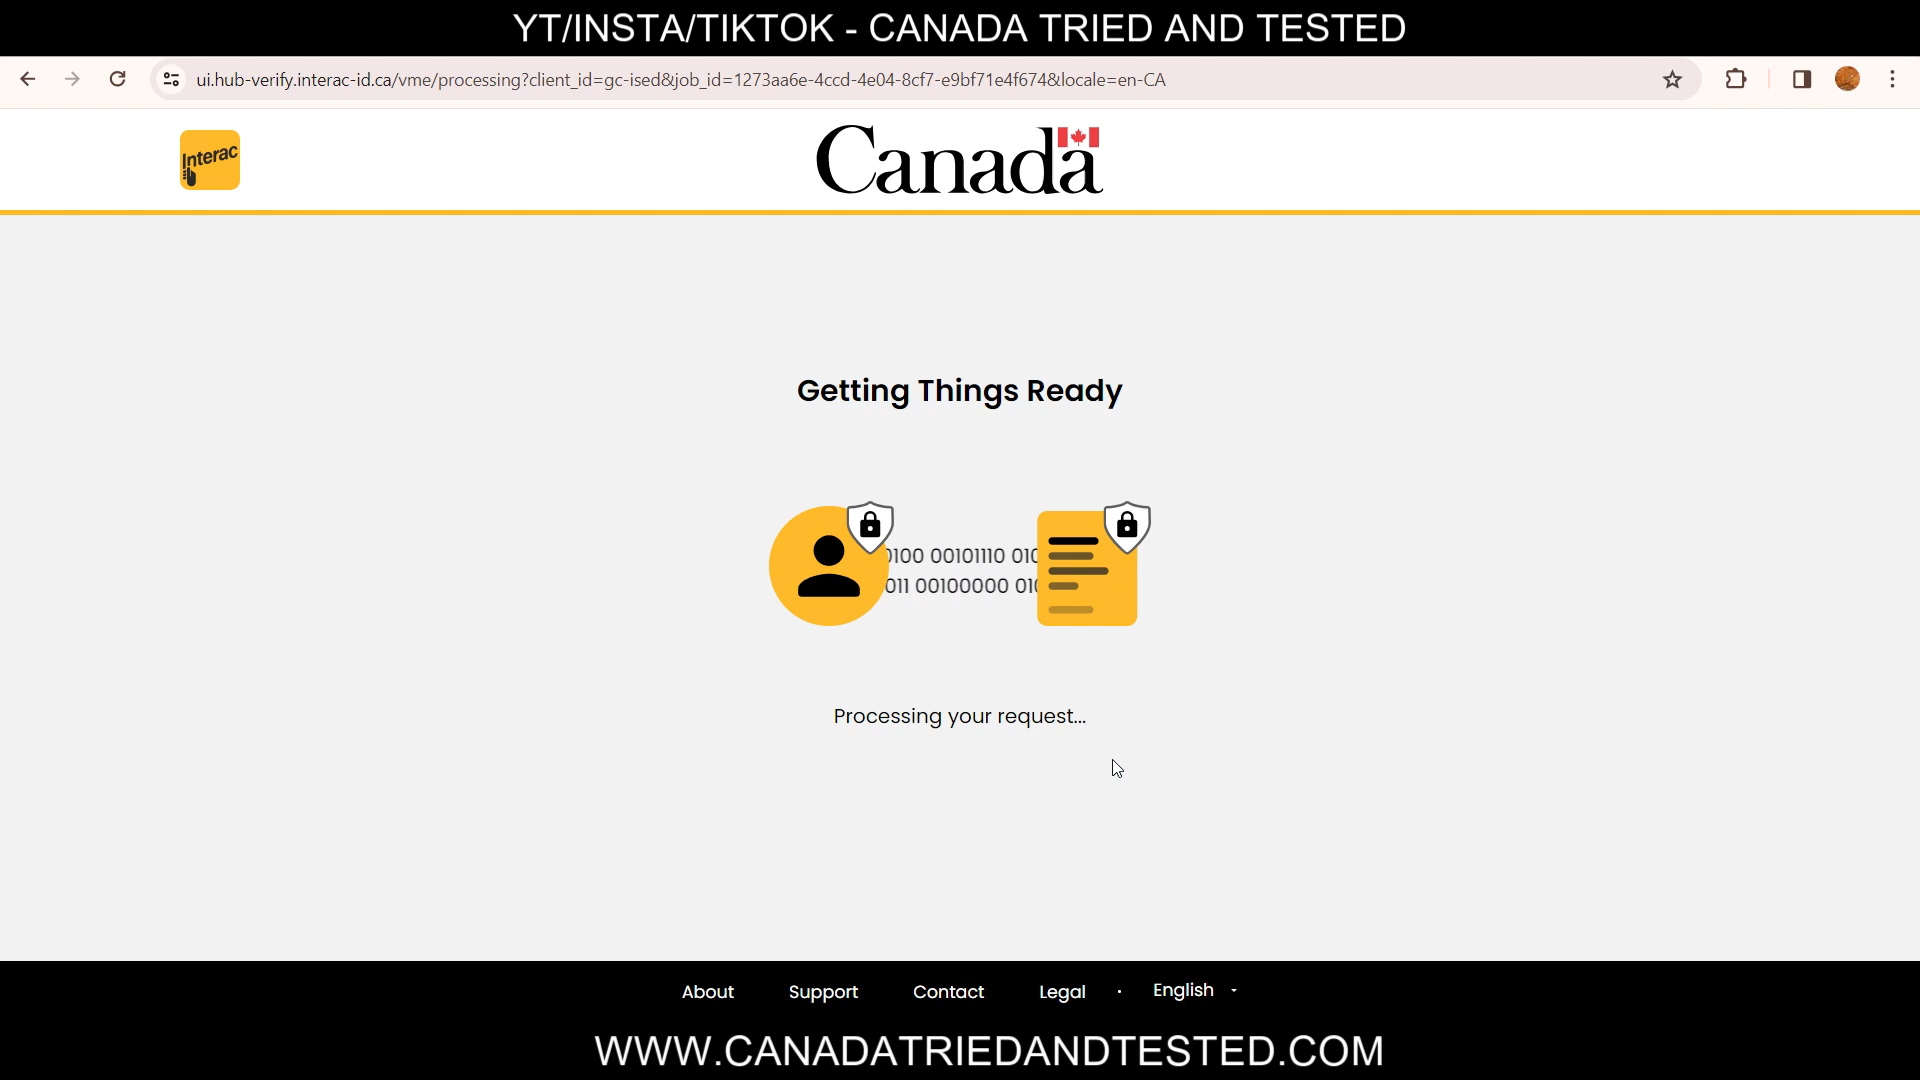 YT/INSTA/TIKTOK - CANADA TRIED AND TESTED
ui.hub-verify.interac-id.ca/vme/processing?client_id=gc-ised&job_id=1273aa6e-4ccd-4e04-8cf7-e9bf71e4f674&locale=en-CA
Interac
Canada
Getting Things Ready
0100 00101110 010
011 00100000 010
Processing your request...
About Support Contact Legal • English
WWW.CANADATRIEDANDTESTED.COM